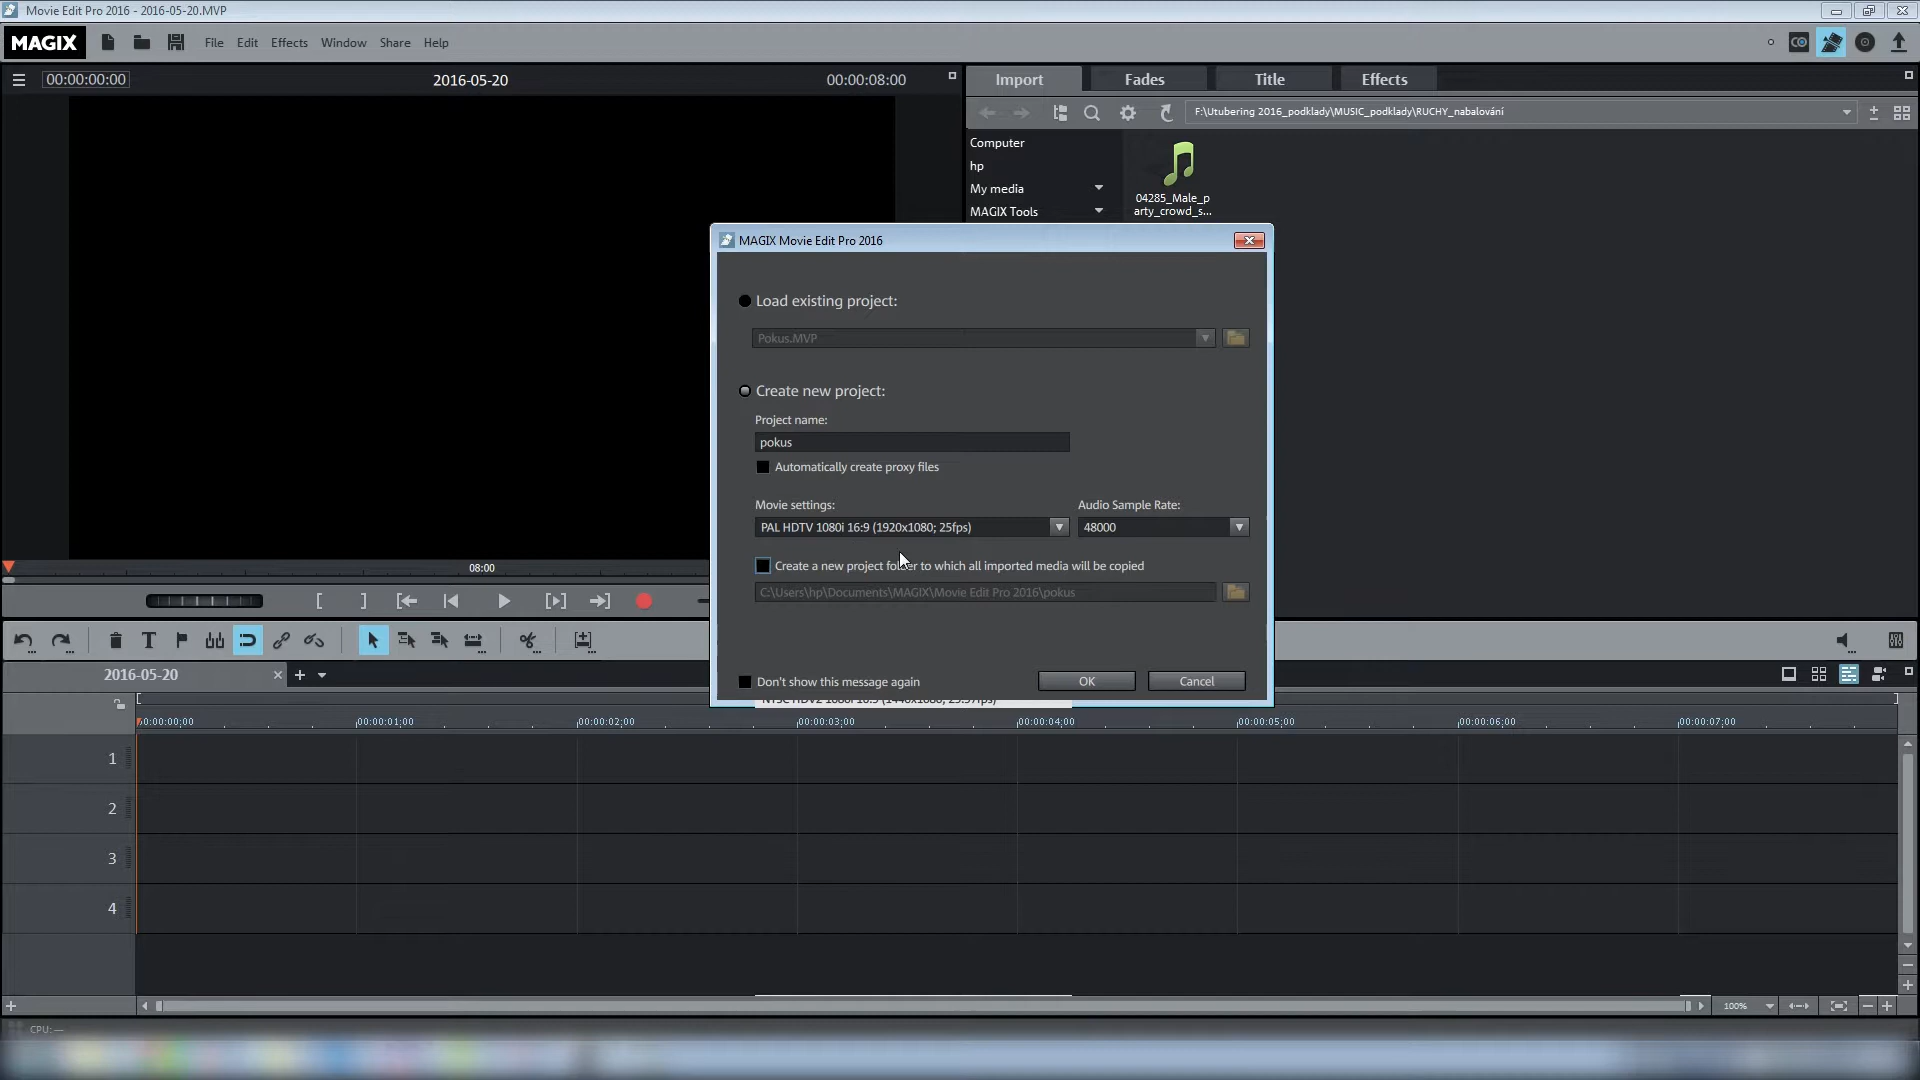 Movie Edit Pro 2016 - 2016-05-20.MVP
MAGIX File Edit Effects Window Share Help
00:00:00:00 2016-05-20 00:00:08:00
Import Fades Title Effects
F:\Utubering 2016_podklady\MUSIC_podklady\RUCHY_nabalování
Computer
hp
My media
MAGIX Tools
04285_Male_p
arty_crowd_s...
MAGIX Movie Edit Pro 2016
Load existing project:
Pokus.MVP
Create new project:
Project name:
pokus
Automatically create proxy files
Movie settings: Audio Sample Rate:
PAL HDTV 1080i 16:9 (1920x1080; 25fps) 48000
Create a new project folder to which all imported media will be copied
C:\Users\hp\Documents\MAGIX\Movie Edit Pro 2016\pokus
Don't show this message again OK Cancel
08:00
2016-05-20
00:00:00;00 00:00:01;00 00:00:02;00 00:00:03;00 00:00:04;00 00:00:05;00 00:00:06;00 00:00:07;00
1
2
3
4
100%
CPU: —